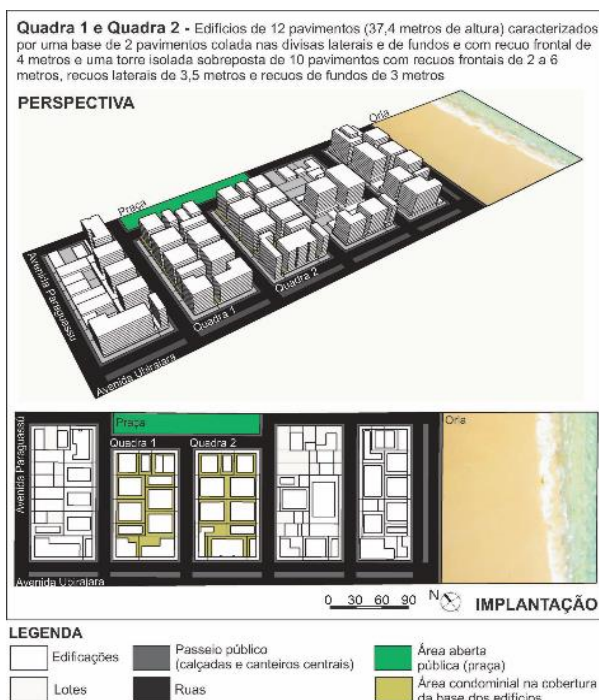 Quadra 1 e Quadra 2 - Edifícios de 12 pavimentos (37,4 metros de altura) caracterizados
por uma base de 2 pavimentos colada nas divisas laterais e de fundos e com recuo frontal de
4 metros e uma torre isolada sobreposta de 10 pavimentos com recuos frontais de 2 a 6
metros, recuos laterais de 3,5 metros e recuos de fundos de 3 metros
PERSPECTIVA
Orla
Praça
Avenida Paraguassu
Quadra 2
Quadra 1
Avenida Ubirajara
Praça
Orla
Quadra 1 Quadra 2
Avenida Paraguassú
Avenida Ubirajara
0 30 60 90 N IMPLANTAÇÃO
LEGENDA
Edificações
Passeio público
(calçadas e canteiros centrais)
Área aberta
pública (praça)
Lotes
Ruas
Área condominial na cobertura
da base dos edifícios